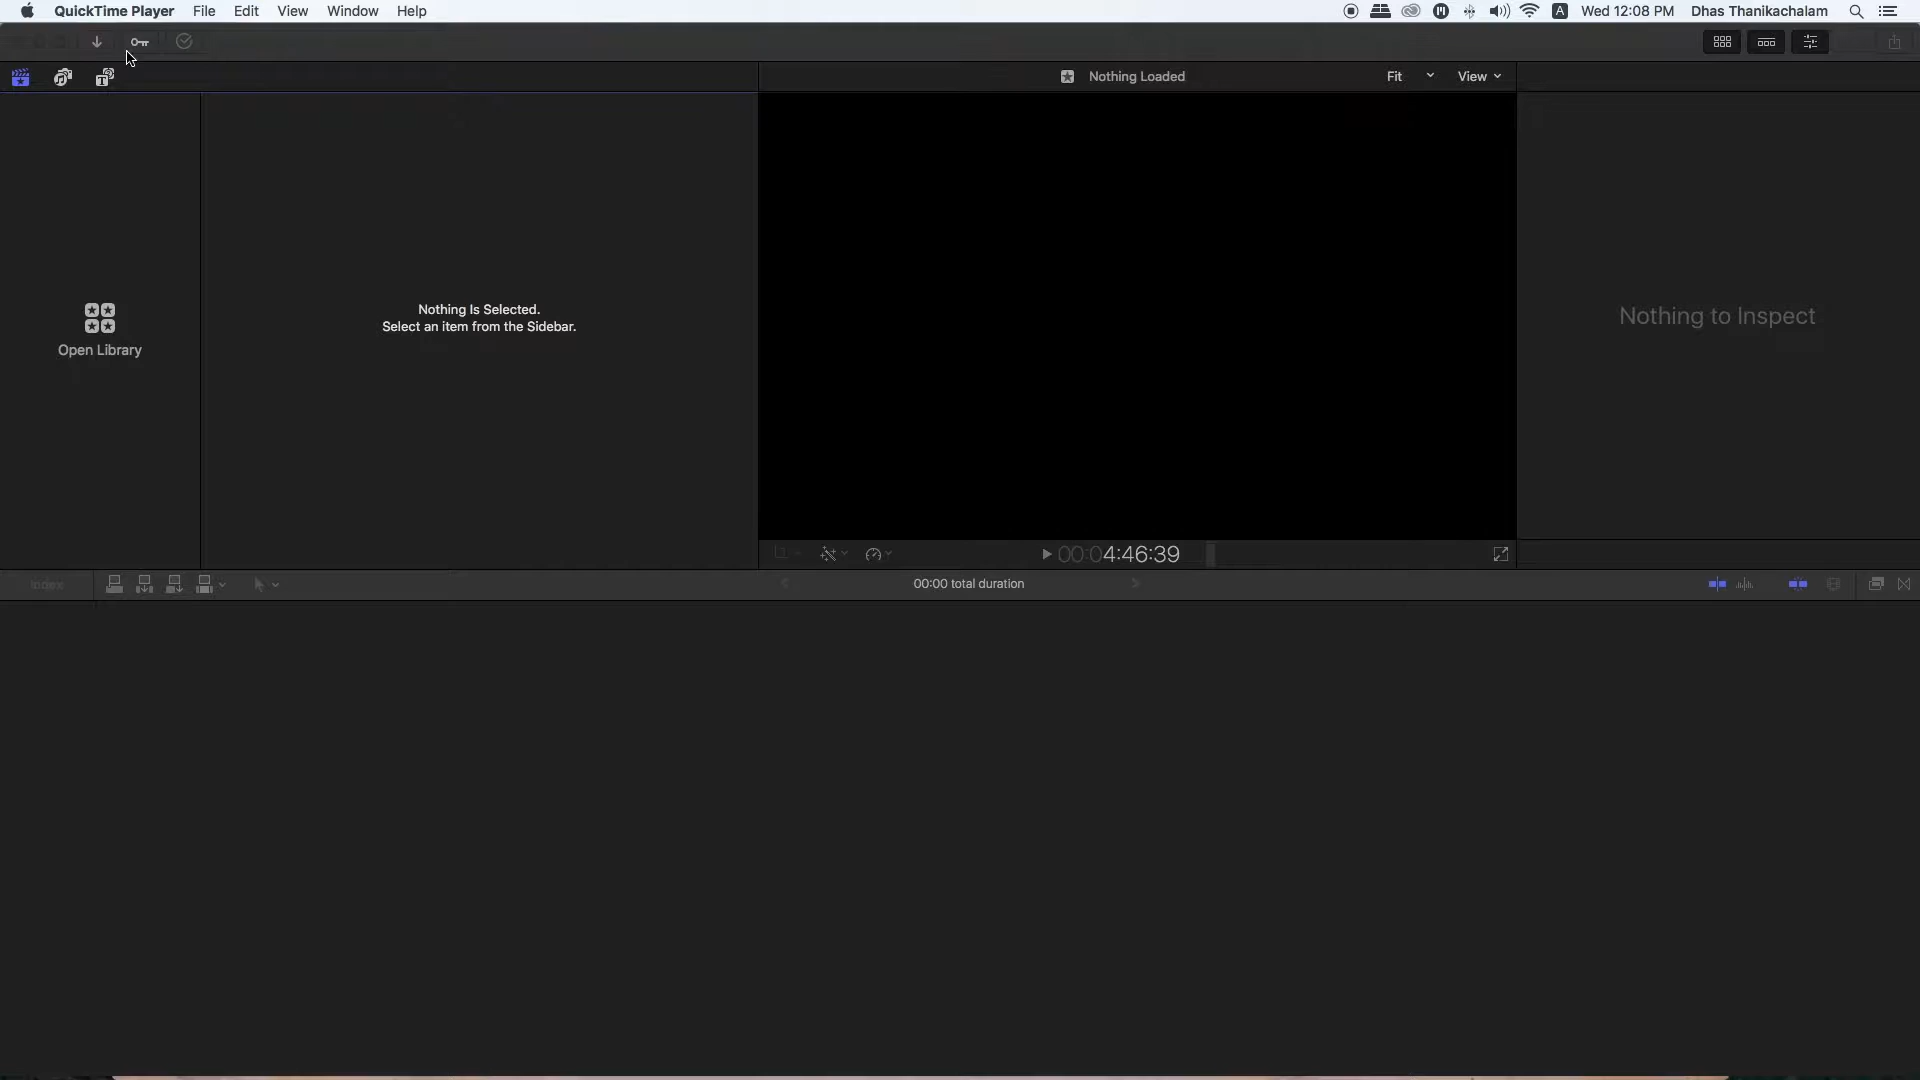 QuickTime Player File Edit View Window Help
A Wed 12:08 PM Dhas Thanikachalam
Nothing Loaded Fit View
Nothing Is Selected.
Select an item from the Sidebar.
Open Library
Nothing to Inspect
00:04:46:39
Index 00:00 total duration